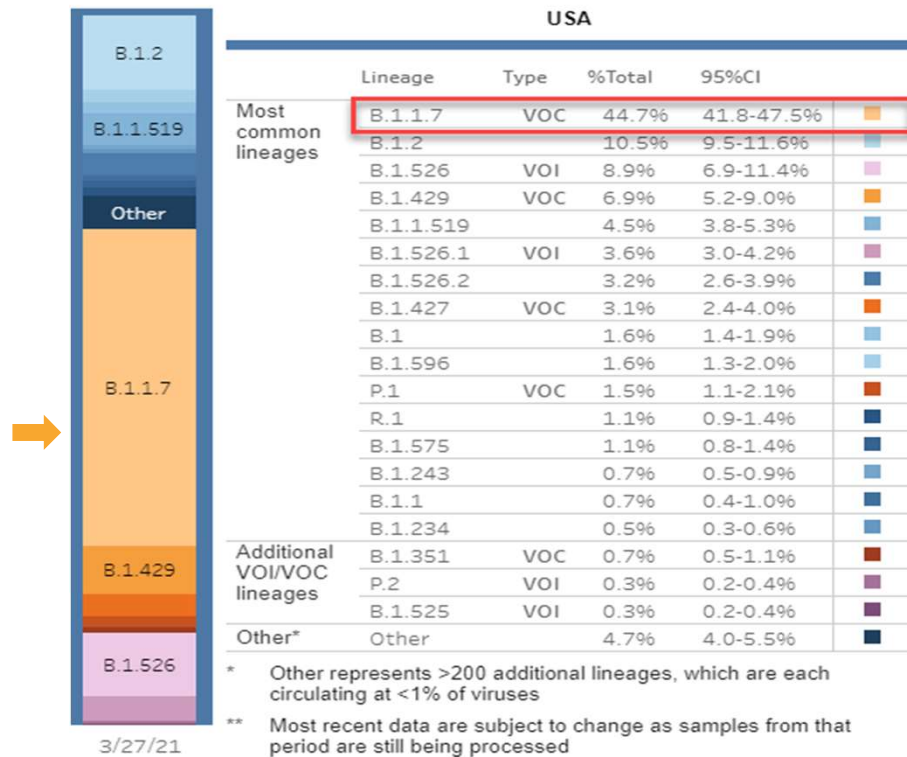 USA
B.1.2
B.1.1.519
Other
B.1.1.7
B.1.429
B.1.526
3/27/21
Lineage Type %Total 95%CI
Most common lineages
B.1.1.7 VOC 44.7% 41.8-47.5%
B.1.2 10.5% 9.5-11.6%
B.1.526 VOI 8.9% 6.9-11.4%
B.1.429 VOC 6.9% 5.2-9.0%
B.1.1.519 4.5% 3.8-5.3%
B.1.526.1 VOI 3.6% 3.0-4.2%
B.1.526.2 3.2% 2.6-3.9%
B.1.427 VOC 3.1% 2.4-4.0%
B.1 1.6% 1.4-1.9%
B.1.596 1.6% 1.3-2.0%
P.1 VOC 1.5% 1.1-2.1%
R.1 1.1% 0.9-1.4%
B.1.575 1.1% 0.8-1.4%
B.1.243 0.7% 0.5-0.9%
B.1.1 0.7% 0.4-1.0%
B.1.234 0.5% 0.3-0.6%
Additional VOI/VOC lineages
B.1.351 VOC 0.7% 0.5-1.1%
P.2 VOI 0.3% 0.2-0.4%
B.1.525 VOI 0.3% 0.2-0.4%
Other* Other 4.7% 4.0-5.5%
* Other represents >200 additional lineages, which are each
circulating at <1% of viruses
** Most recent data are subject to change as samples from that
period are still being processed